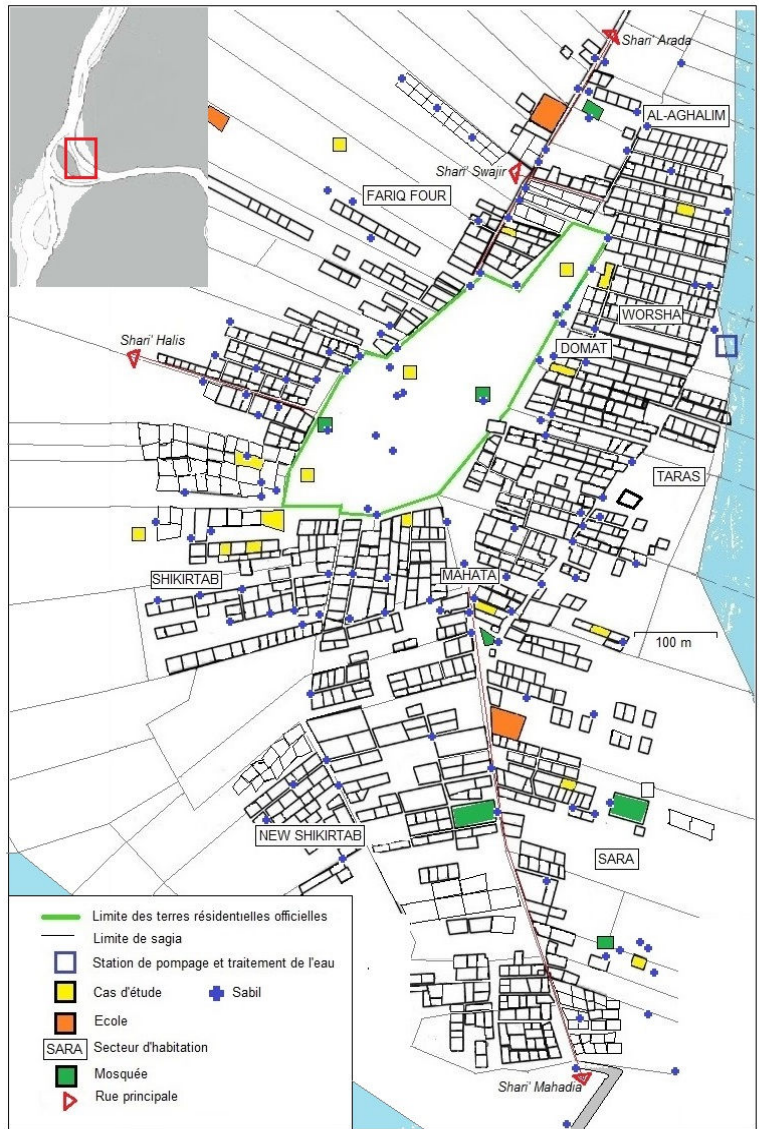 Shari' Arada
AL-AGHALIM
Shari' Swajir
FARIQ FOUR
WORSHA
Shari' Halis
DOMAT
TARAS
SHIKIRTAB
MAHATA
100 m
NEW SHIKIRTAB
SARA
Limite des terres résidentielles officielles
Limite de sagia
Station de pompage et traitement de l'eau
Cas d'étude Sabil
Ecole
SARA Secteur d'habitation
Mosquée
Rue principale
Shari' Mahadia